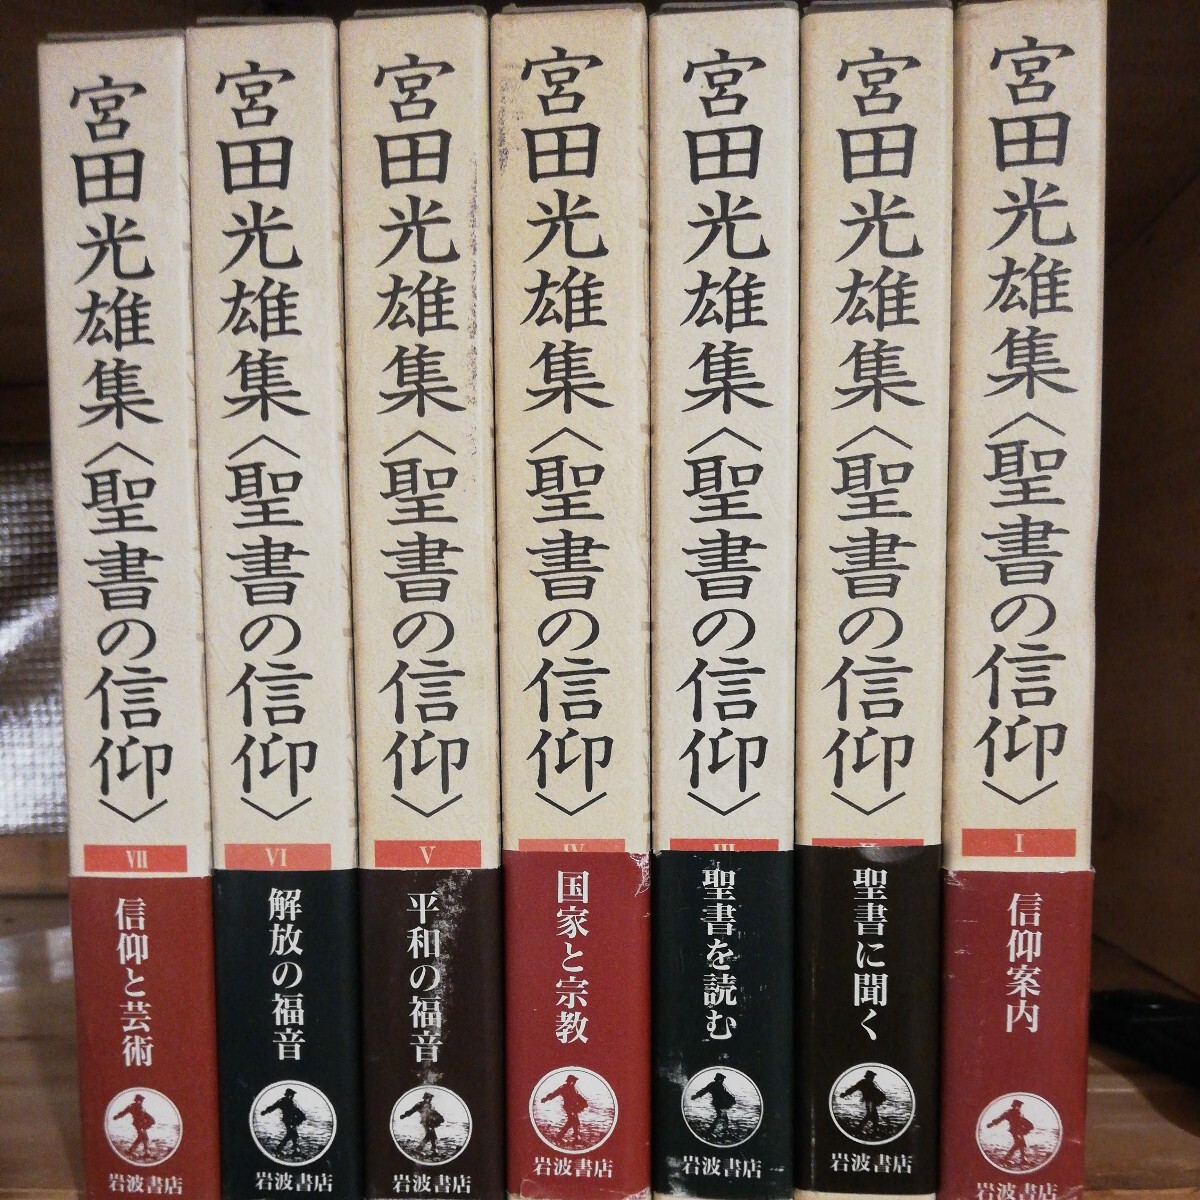 宮田光雄集〈聖書の信仰〉
I
信仰案内
岩波書店
宮田光雄集〈聖書の信仰〉
II
聖書に聞く
岩波書店
宮田光雄集〈聖書の信仰〉
III
聖書を読む
岩波書店
宮田光雄集〈聖書の信仰〉
IV
国家と宗教
岩波書店
宮田光雄集〈聖書の信仰〉
V
平和の福音
岩波書店
宮田光雄集〈聖書の信仰〉
VI
解放の福音
岩波書店
宮田光雄集〈聖書の信仰〉
VII
信仰と芸術
岩波書店